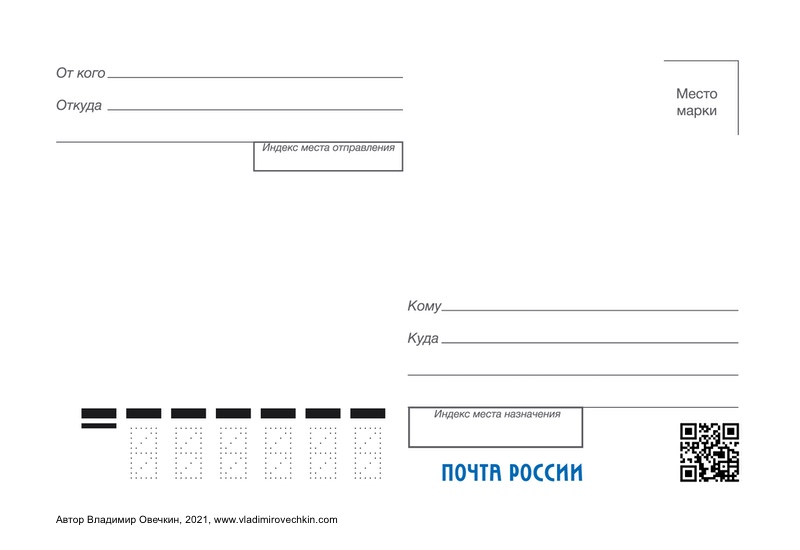 От кого
Откуда
Индекс места отправления
Место
марки
Кому
Куда
Индекс места назначения
ПОЧТА РОССИИ
Автор Владимир Овечкин, 2021, www.vladimirovechkin.com